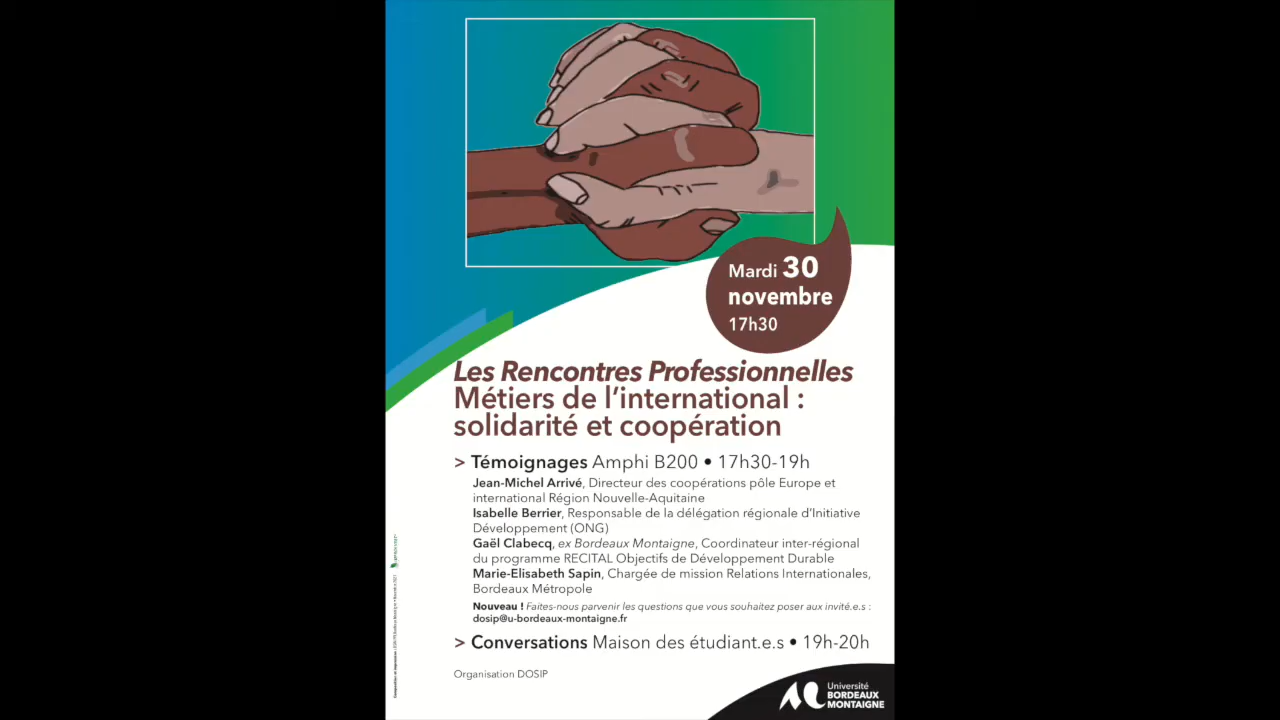 Mardi 30
novembre
17h30
Les Rencontres Professionnelles
Métiers de l'international :
solidarité et coopération
> Témoignages Amphi B200 • 17h30-19h
Jean-Michel Arrivé, Directeur des coopérations pôle Europe et
international Région Nouvelle-Aquitaine
Isabelle Berrier, Responsable de la délégation régionale d'Initiative
Développement (ONG)
Gaël Clabecq, ex Bordeaux Montaigne, Coordinateur inter-régional
du programme RECITAL Objectifs de Développement Durable
Marie-Elisabeth Sapin, Chargée de mission Relations Internationales,
Bordeaux Métropole
Nouveau ! Faites-nous parvenir les questions que vous souhaitez poser aux invité.e.s :
dosip@u-bordeaux-montaigne.fr
> Conversations Maison des étudiant.e.s • 19h-20h
Organisation DOSIP
Université
BORDEAUX
MONTAIGNE